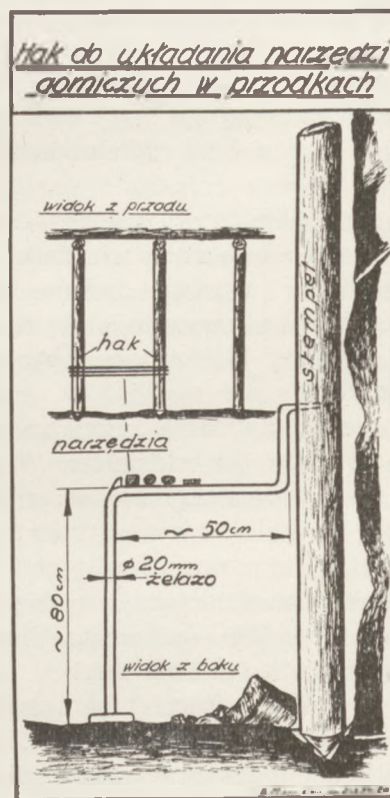 Hak do układania narzędzi
górniczych w przodkach
widok z przodu
stempel
hak
narzędzia
~ 50cm
ø 20mm
żelazo
~ 80cm
widok z boku